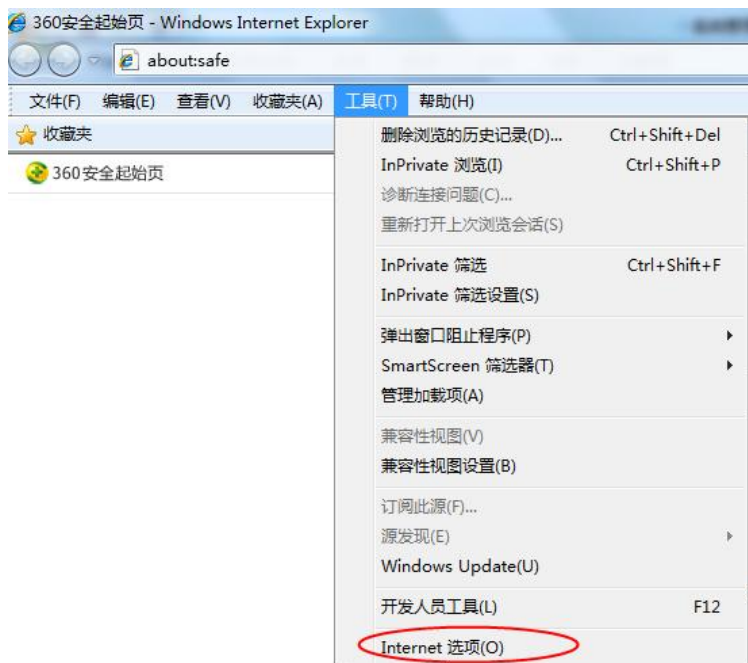 360安全起始页 - Windows Internet Explorer
about:safe
文件(F) 编辑(E) 查看(V) 收藏夹(A) 工具(T) 帮助(H)
收藏夹
360安全起始页
删除浏览的历史记录(D)... Ctrl+Shift+Del
InPrivate 浏览(I) Ctrl+Shift+P
诊断连接问题(C)...
重新打开上次浏览会话(S)
InPrivate 筛选 Ctrl+Shift+F
InPrivate 筛选设置(S)
弹出窗口阻止程序(P)
SmartScreen 筛选器(T)
管理加载项(A)
兼容性视图(V)
兼容性视图设置(B)
订阅此源(F)...
源发现(E)
Windows Update(U)
开发人员工具(L) F12
Internet 选项(O)